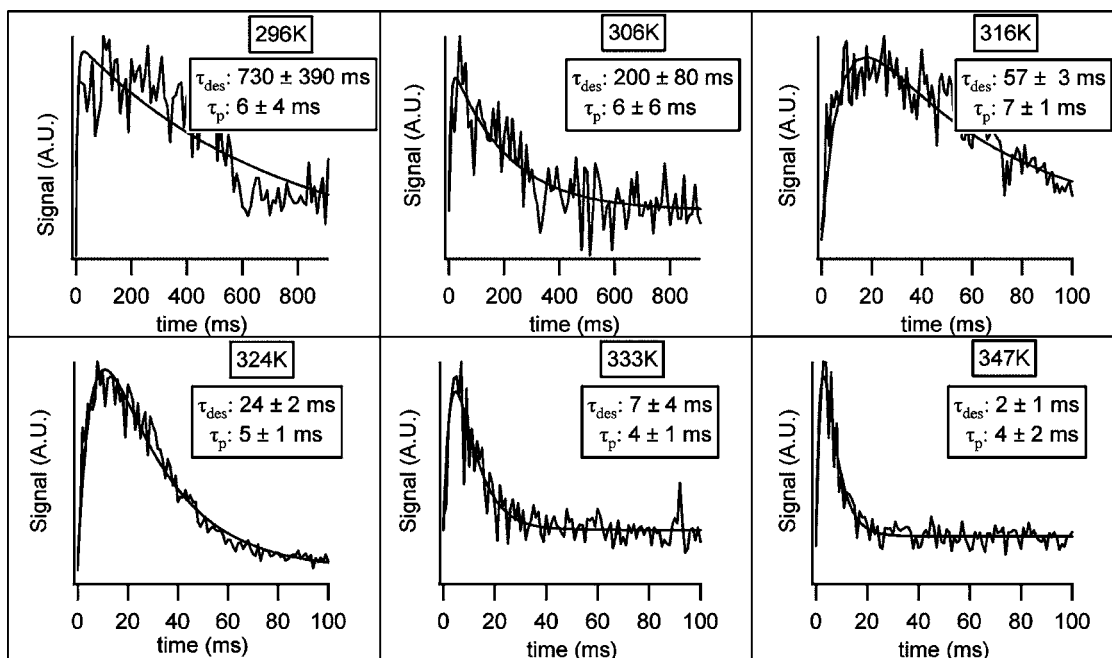 296K
τdes: 730 ± 390 ms
τp: 6 ± 4 ms
Signal (A.U.)
0 200 400 600 800
time (ms)
306K
τdes: 200 ± 80 ms
τp: 6 ± 6 ms
Signal (A.U.)
0 200 400 600 800
time (ms)
316K
τdes: 57 ± 3 ms
τp: 7 ± 1 ms
Signal (A.U.)
0 20 40 60 80 100
time (ms)
324K
τdes: 24 ± 2 ms
τp: 5 ± 1 ms
Signal (A.U.)
0 20 40 60 80 100
time (ms)
333K
τdes: 7 ± 4 ms
τp: 4 ± 1 ms
Signal (A.U.)
0 20 40 60 80 100
time (ms)
347K
τdes: 2 ± 1 ms
τp: 4 ± 2 ms
Signal (A.U.)
0 20 40 60 80 100
time (ms)